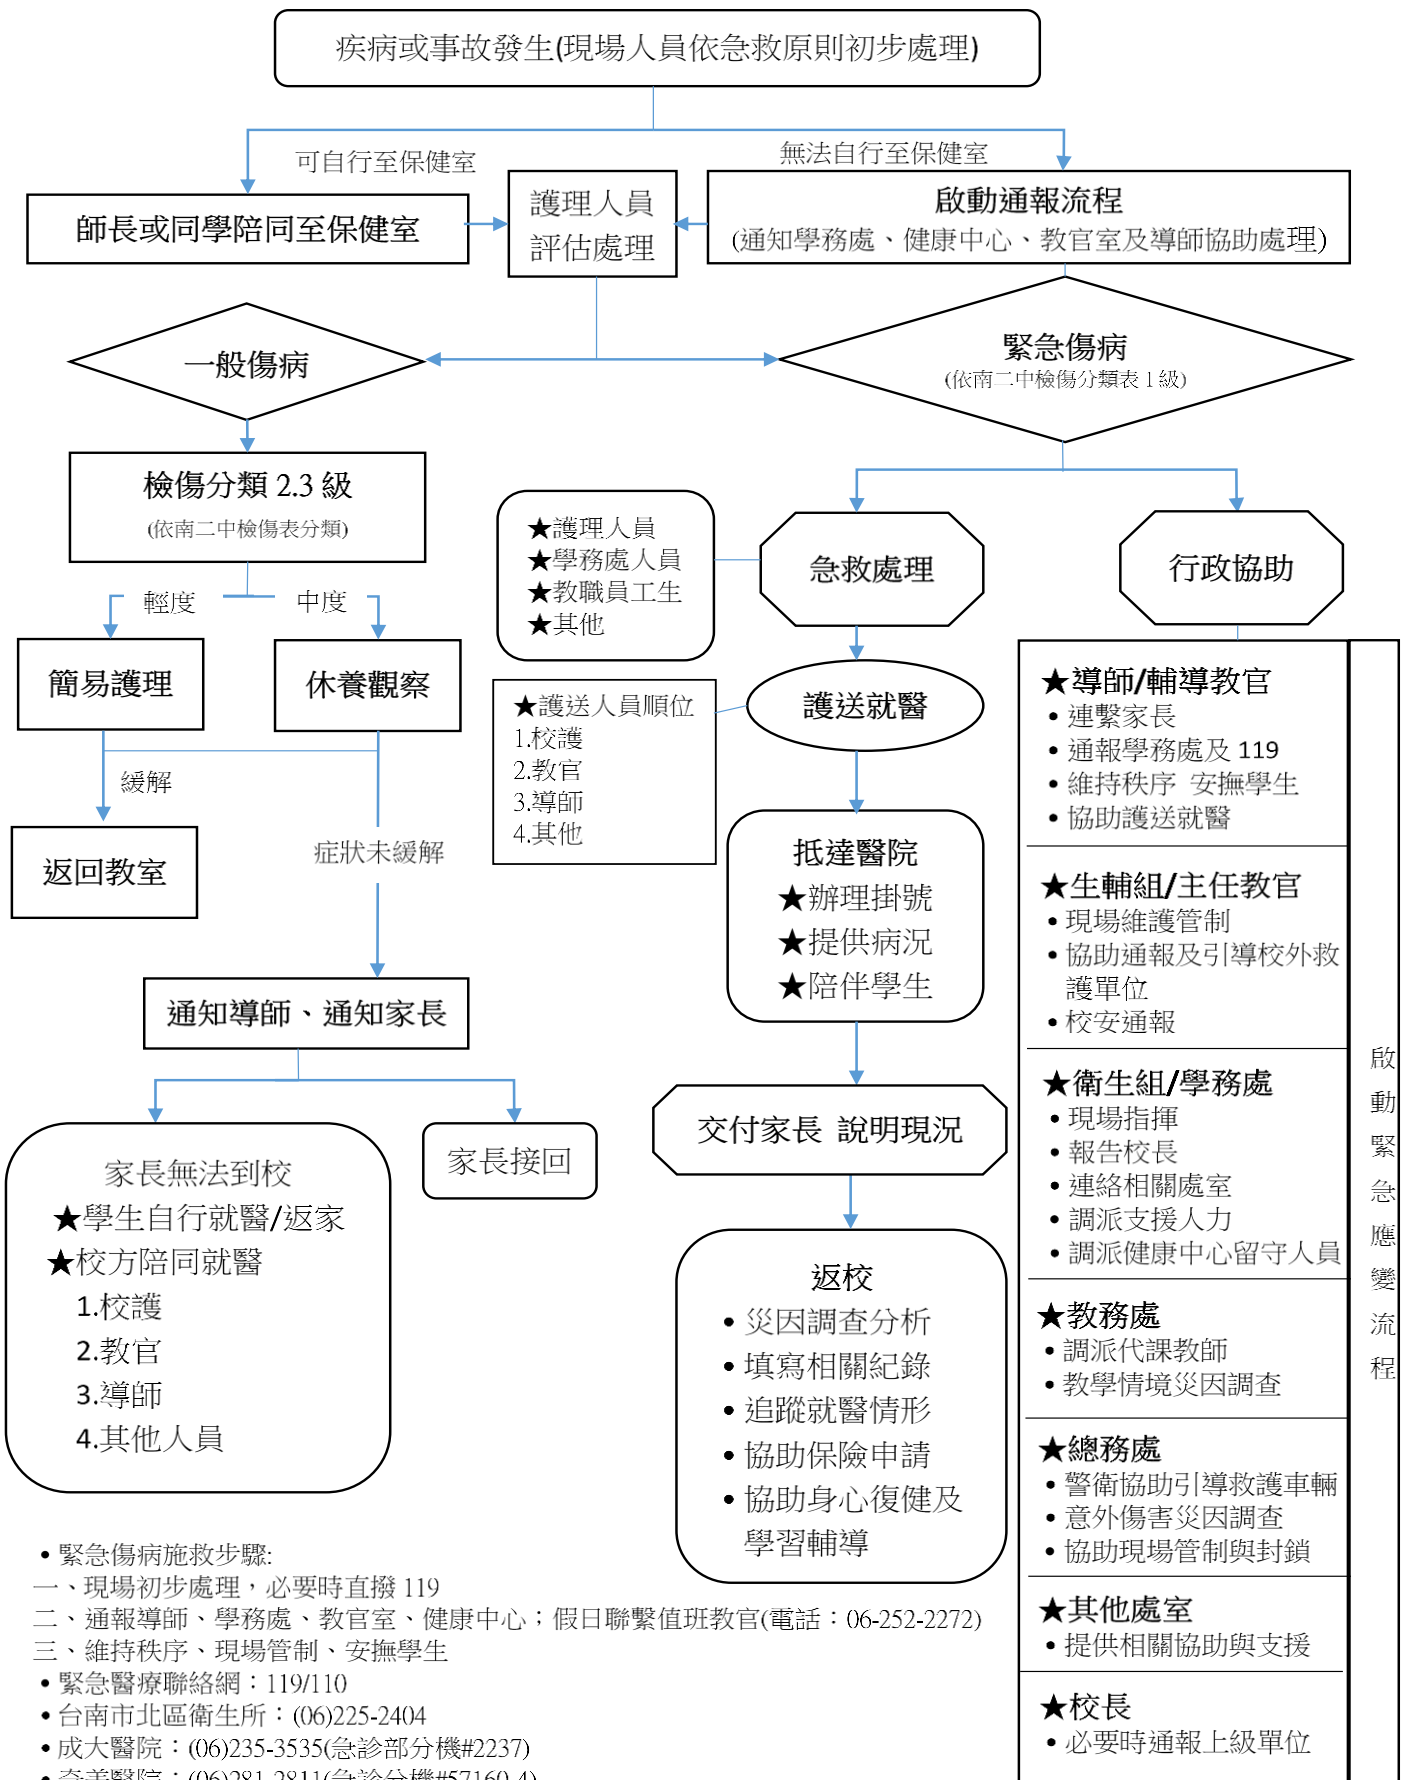 疾病或事故發生(現場人員依急救原則初步處理)
可自行至保健室
無法自行至保健室
師長或同學陪同至保健室
護理人員
評估處理
啟動通報流程
(通知學務處、健康中心、教官室及導師協助處理)
一般傷病
緊急傷病
(依南二中檢傷分類表 1 級)
檢傷分類 2.3 級
(依南二中檢傷表分類)
輕度
中度
簡易護理
休養觀察
緩解
返回教室
症狀未緩解
通知導師、通知家長
家長無法到校
★學生自行就醫/返家
★校方陪同就醫
1.校護
2.教官
3.導師
4.其他人員
家長接回
★護理人員
★學務處人員
★教職員工生
★其他
急救處理
★護送人員順位
1.校護
2.教官
3.導師
4.其他
護送就醫
抵達醫院
★辦理掛號
★提供病況
★陪伴學生
交付家長 說明現況
返校
• 災因調查分析
• 填寫相關紀錄
• 追蹤就醫情形
• 協助保險申請
• 協助身心復健及
學習輔導
行政協助
★導師/輔導教官
• 連繫家長
• 通報學務處及 119
• 維持秩序 安撫學生
• 協助護送就醫
★生輔組/主任教官
• 現場維護管制
• 協助通報及引導校外救
護單位
• 校安通報
★衛生組/學務處
• 現場指揮
• 報告校長
• 連絡相關處室
• 調派支援人力
• 調派健康中心留守人員
★教務處
• 調派代課教師
• 教學情境災因調查
★總務處
• 警衛協助引導救護車輛
• 意外傷害災因調查
• 協助現場管制與封鎖
★其他處室
• 提供相關協助與支援
★校長
• 必要時通報上級單位
啟動緊急應變流程
• 緊急傷病施救步驟:
一、現場初步處理，必要時直撥 119
二、通報導師、學務處、教官室、健康中心；假日聯繫值班教官(電話：06-252-2272)
三、維持秩序、現場管制、安撫學生
• 緊急醫療聯絡網：119/110
• 台南市北區衛生所：(06)225-2404
• 成大醫院：(06)235-3535(急診部分機#2237)
• 奇美醫院：(06)281-2811(急診分機#57160-4)